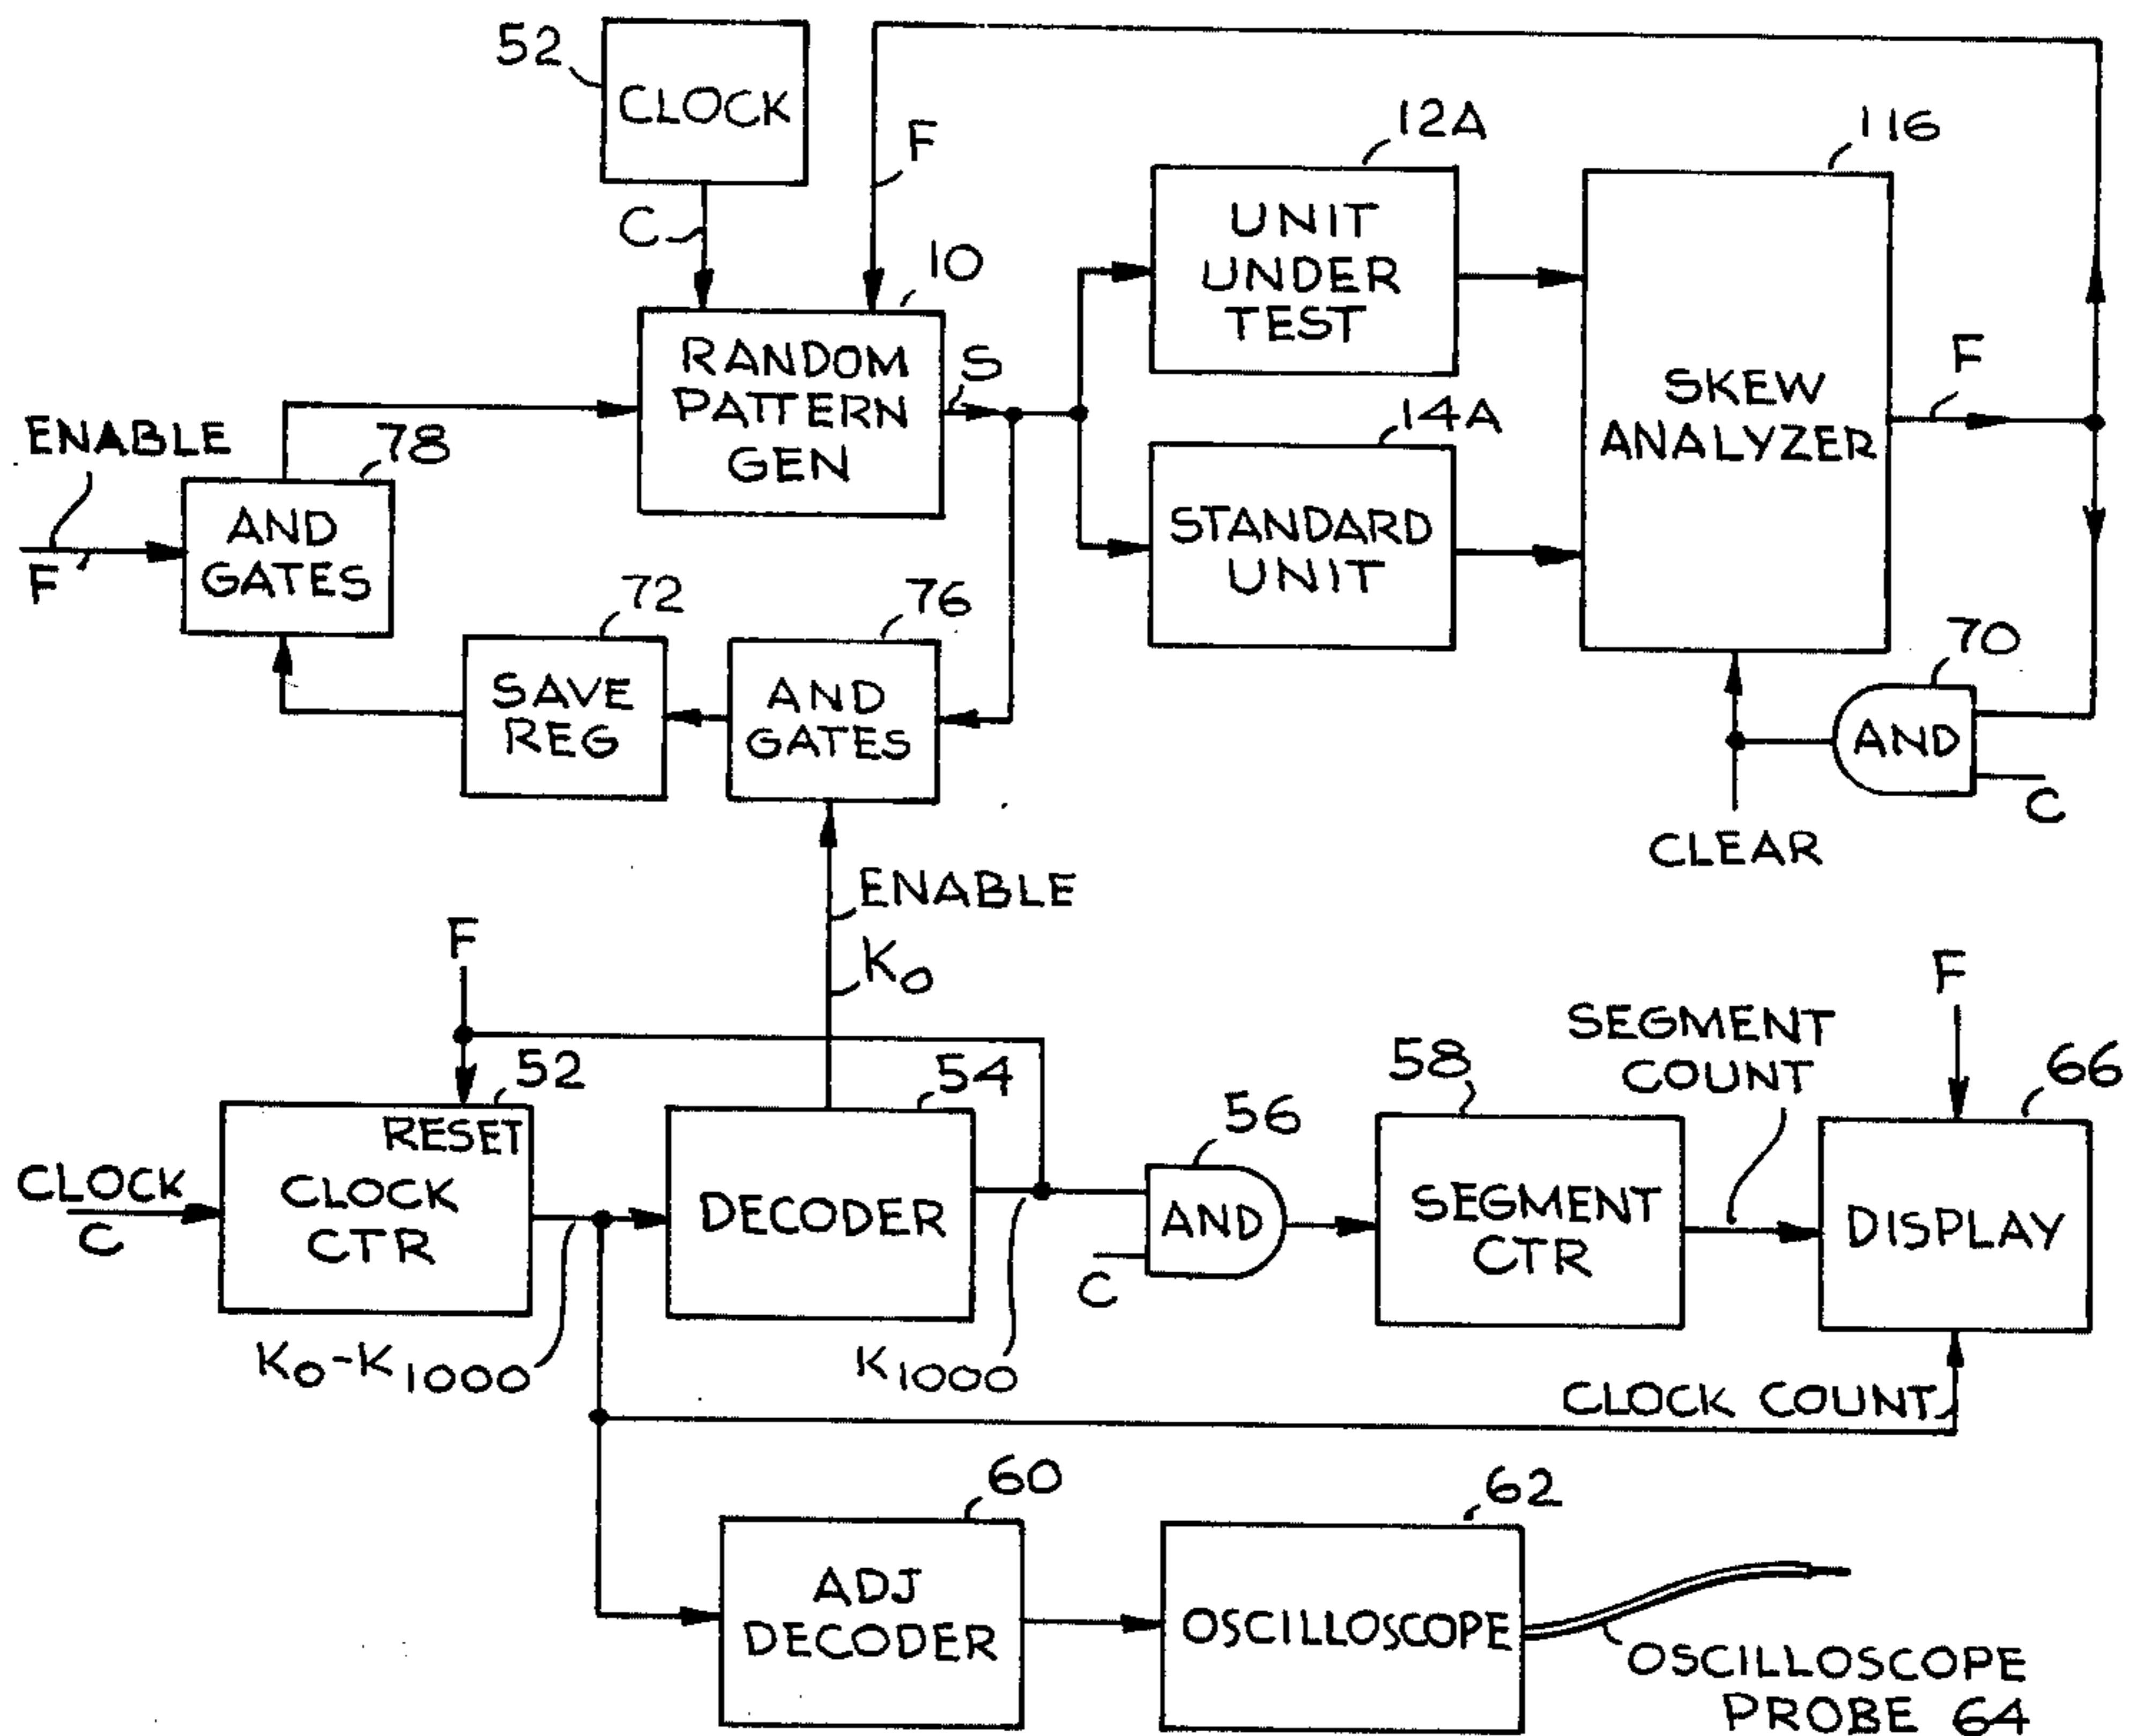 52
CLOCK
C
F
10
RANDOM
PATTERN
GEN
S
12A
UNIT
UNDER
TEST
14A
STANDARD
UNIT
116
SKEW
ANALYZER
F
ENABLE
F
78
AND
GATES
72
SAVE
REG
76
AND
GATES
70
AND
C
CLEAR
ENABLE
K0
F
52
RESET
CLOCK
CTR
CLOCK
C
K0-K1000
54
DECODER
K1000
56
AND
C
58
SEGMENT
CTR
SEGMENT
COUNT
F
66
DISPLAY
CLOCK COUNT
60
ADJ
DECODER
62
OSCILLOSCOPE
OSCILLOSCOPE
PROBE 64